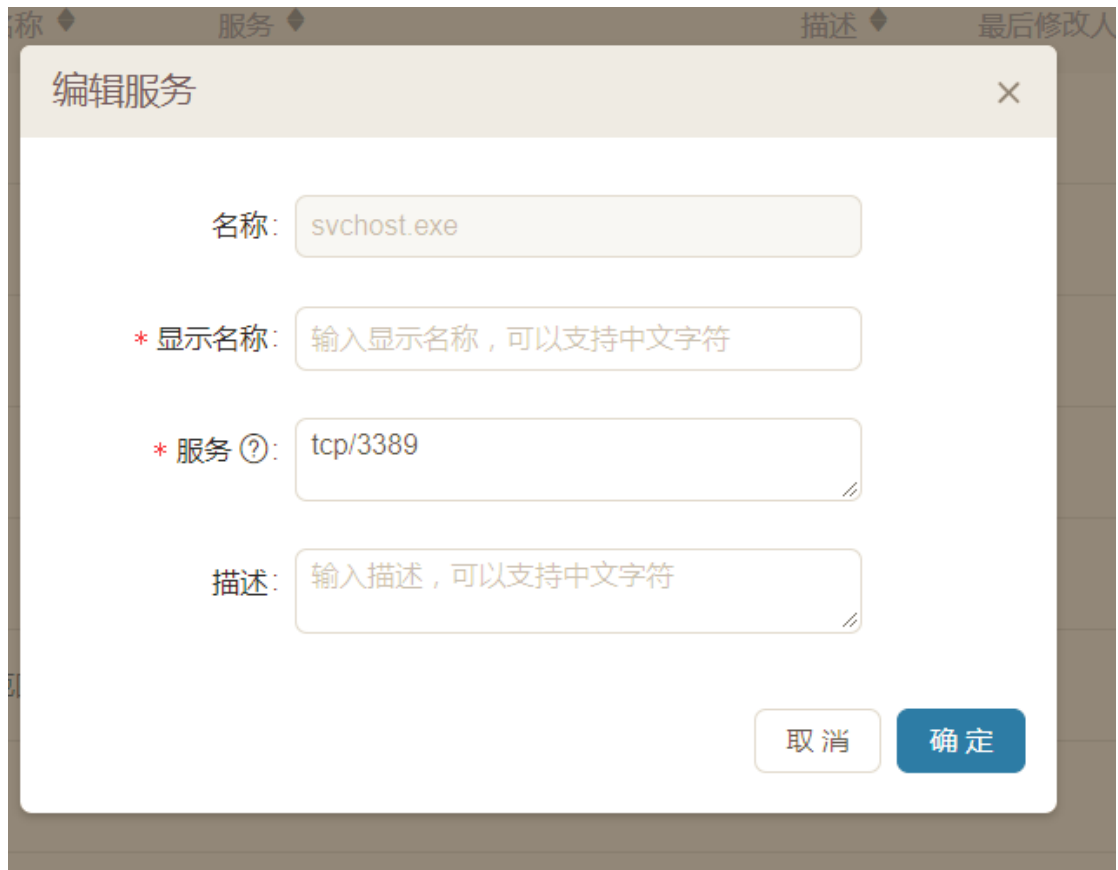 称 服务 描述 最后修改人
编辑服务
名称:
svchost.exe
* 显示名称:
输入显示名称，可以支持中文字符
* 服务 ?:
tcp/3389
描述:
输入描述，可以支持中文字符
取 消 确 定